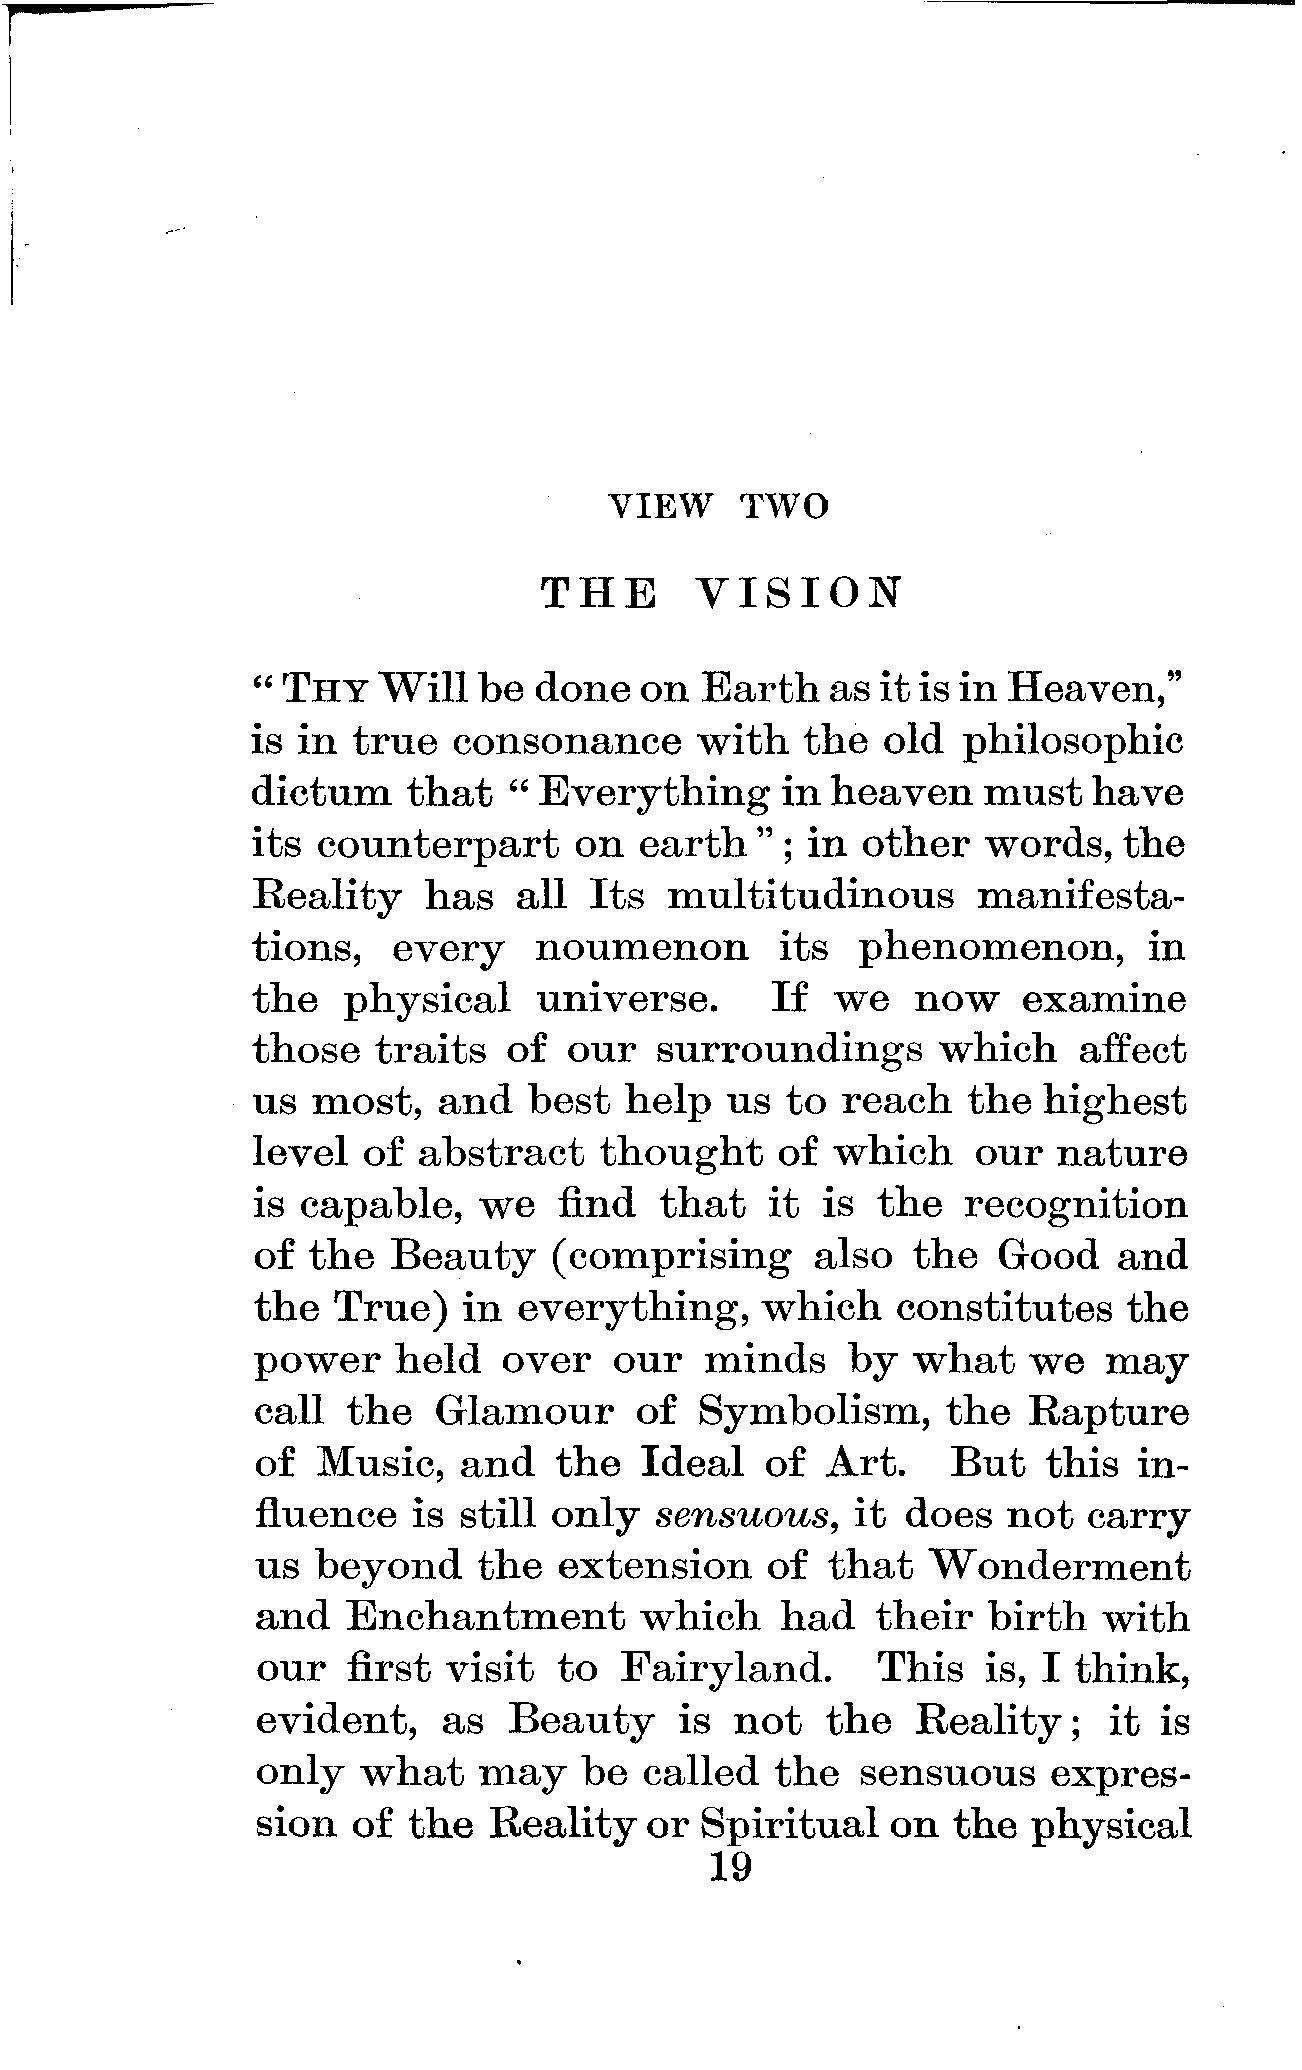 VIEW TWO
THE VISION
“ THY Will be done on Earth as it is in Heaven,”
is in true consonance with the old philosophic
dictum that “ Everything in heaven must have
its counterpart on earth ” ; in other words, the
Reality has all Its multitudinous manifesta-
tions, every noumenon its phenomenon, in
the physical universe. If we now examine
those traits of our surroundings which affect
us most, and best help us to reach the highest
level of abstract thought of which our nature
is capable, we find that it is the recognition
of the Beauty (comprising also the Good and
the True) in everything, which constitutes the
power held over our minds by what we may
call the Glamour of Symbolism, the Rapture
of Music, and the Ideal of Art. But this in-
fluence is still only sensuous, it does not carry
us beyond the extension of that Wonderment
and Enchantment which had their birth with
our first visit to Fairyland. This is, I think,
evident, as Beauty is not the Reality ; it is
only what may be called the sensuous expres-
sion of the Reality or Spiritual on the physical
19